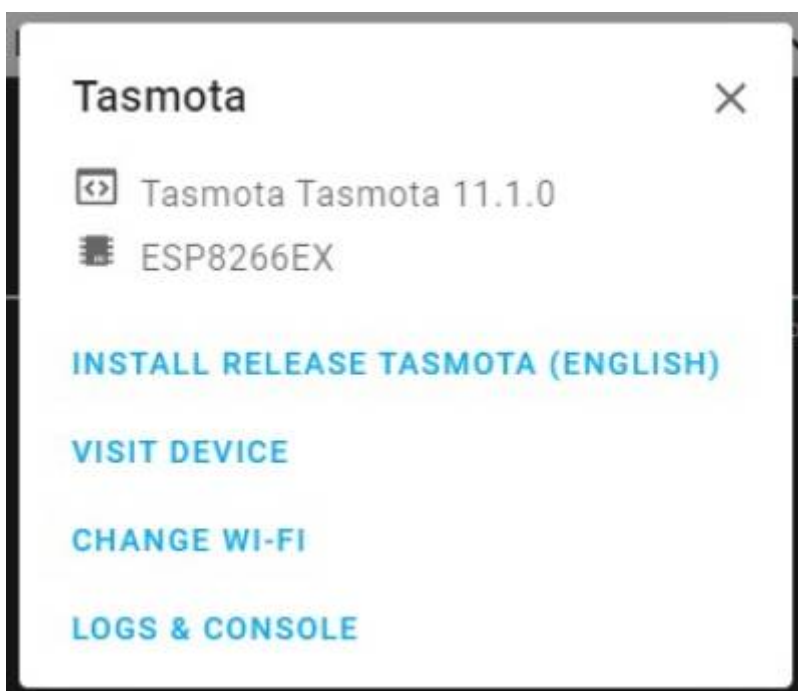 Tasmota
Tasmota Tasmota 11.1.0
ESP8266EX
INSTALL RELEASE TASMOTA (ENGLISH)
VISIT DEVICE
CHANGE WI-FI
LOGS & CONSOLE